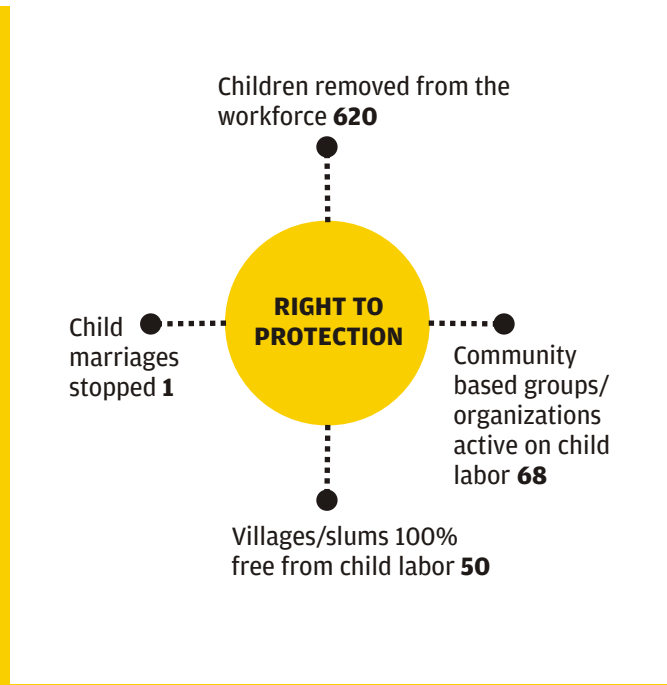 Children removed from the
workforce 620
RIGHT TO
PROTECTION
Child
marriages
stopped 1
Community
based groups/
organizations
active on child
labor 68
Villages/slums 100%
free from child labor 50